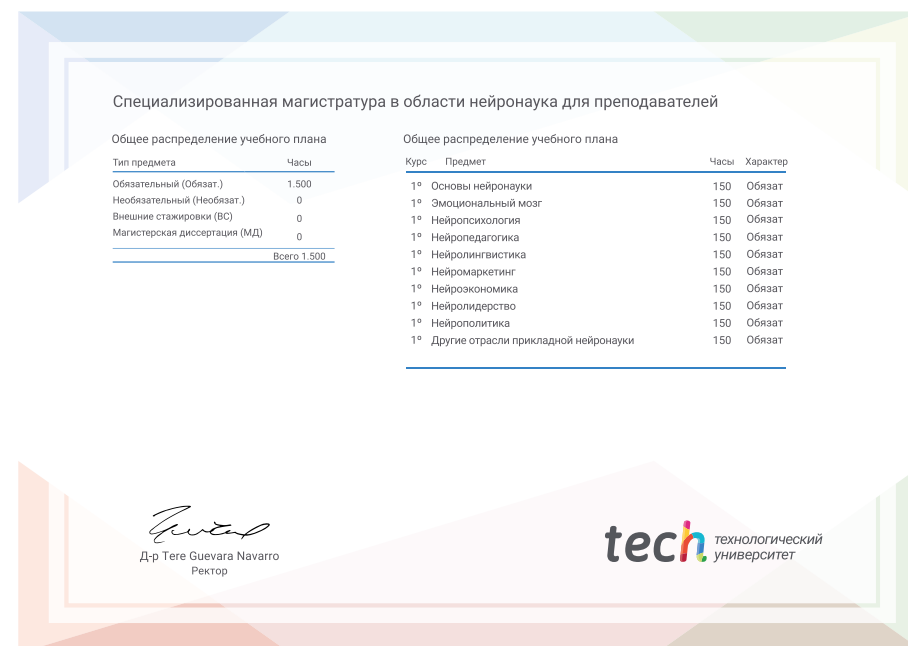 Специализированная магистратура в области нейронаука для преподавателей
Общее распределение учебного плана
Тип предмета Часы
Обязательный (Обязат.) 1.500
Необязательный (Необязат.) 0
Внешние стажировки (ВС) 0
Магистерская диссертация (МД) 0
Всего 1.500
Общее распределение учебного плана
Курс Предмет Часы Характер
1º Основы нейронауки 150 Обязат
1º Эмоциональный мозг 150 Обязат
1º Нейропсихология 150 Обязат
1º Нейропедагогика 150 Обязат
1º Нейролингвистика 150 Обязат
1º Нейромаркетинг 150 Обязат
1º Нейроэкономика 150 Обязат
1º Нейролидерство 150 Обязат
1º Нейрополитика 150 Обязат
1º Другие отрасли прикладной нейронауки 150 Обязат
Д-р Tere Guevara Navarro
Ректор
tech технологический
университет